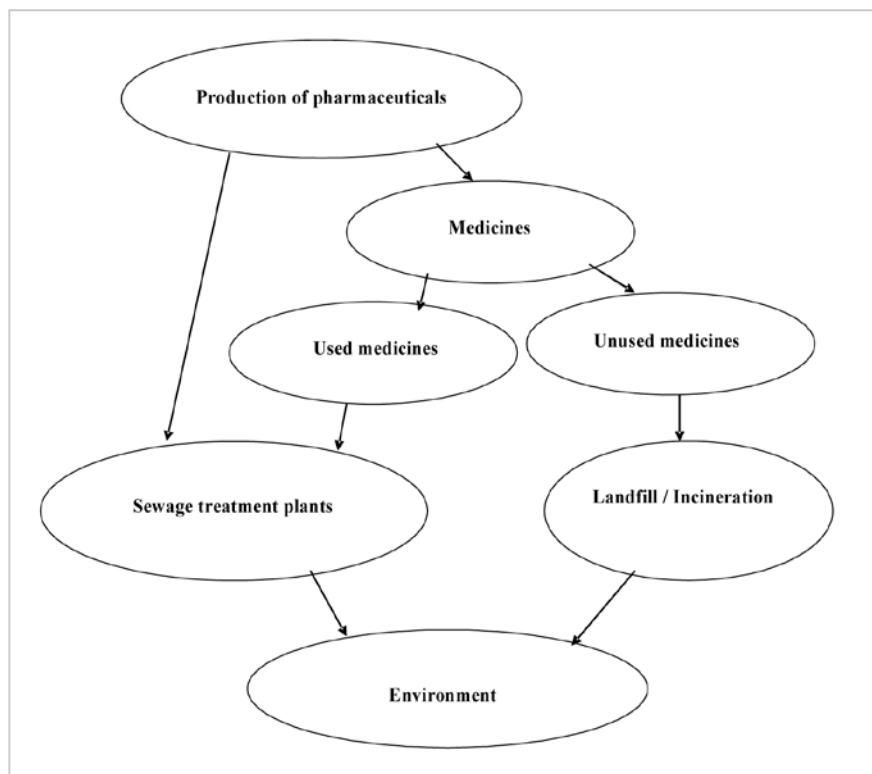 Production of pharmaceuticals
Medicines
Used medicines
Unused medicines
Sewage treatment plants
Landfill / Incineration
Environment